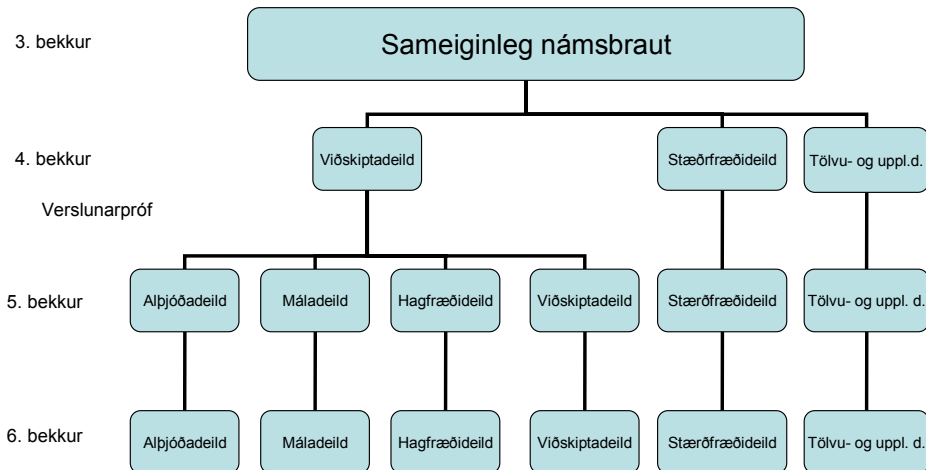 3. bekkur
Sameiginleg námsbraut
4. bekkur
Viðskiptadeild
Stæðrfræðideild
Tölvu- og uppl.d.
Verslunarpróf
5. bekkur
Alþjóðadeild
Máladeild
Hagfræðideild
Viðskiptadeild
Stærðfræðideild
Tölvu- og uppl. d.
6. bekkur
Alþjóðadeild
Máladeild
Hagfræðideild
Viðskiptadeild
Stærðfræðideild
Tölvu- og uppl. d.